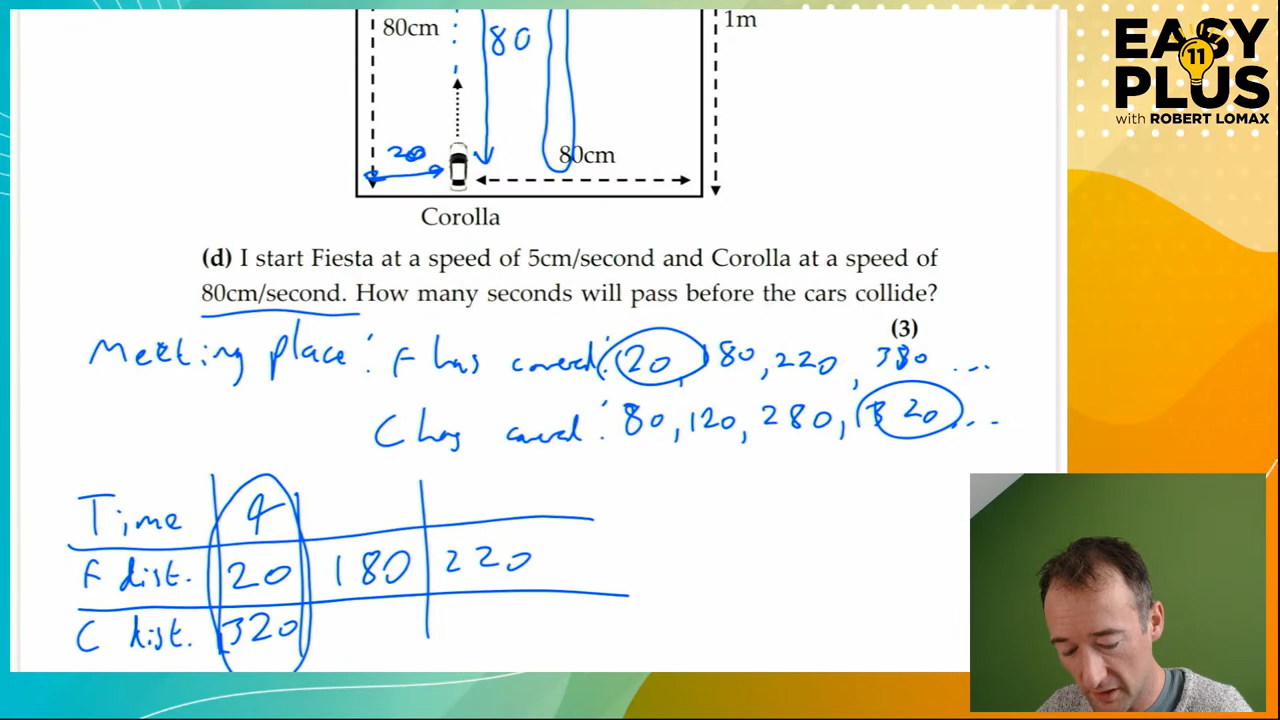 80cm
80
1m
EASY
11
PLUS
with ROBERT LOMAX
20
80cm
Corolla
(d) I start Fiesta at a speed of 5cm/second and Corolla at a speed of
80cm/second. How many seconds will pass before the cars collide?
(3)
Meeting place: F has covered: 20, 180, 220, 380 ...
C has covered: 80, 120, 280, 320, ...
Time 4
F dist. 20 180 220
C dist. 320